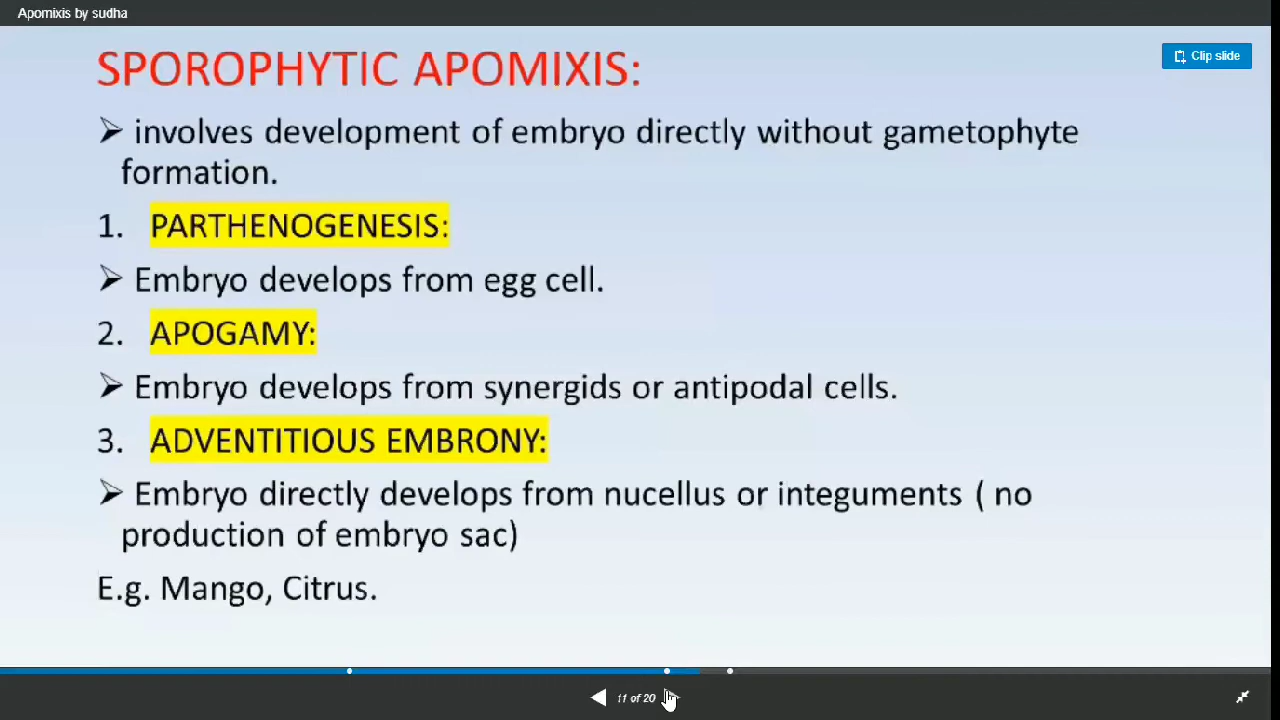 Apomixis by sudha
Clip slide
SPOROPHYTIC APOMIXIS:
➢ involves development of embryo directly without gametophyte
formation.
1. PARTHENOGENESIS:
➢ Embryo develops from egg cell.
2. APOGAMY:
➢ Embryo develops from synergids or antipodal cells.
3. ADVENTITIOUS EMBRONY:
➢ Embryo directly develops from nucellus or integuments ( no
production of embryo sac)
E.g. Mango, Citrus.
11 of 20